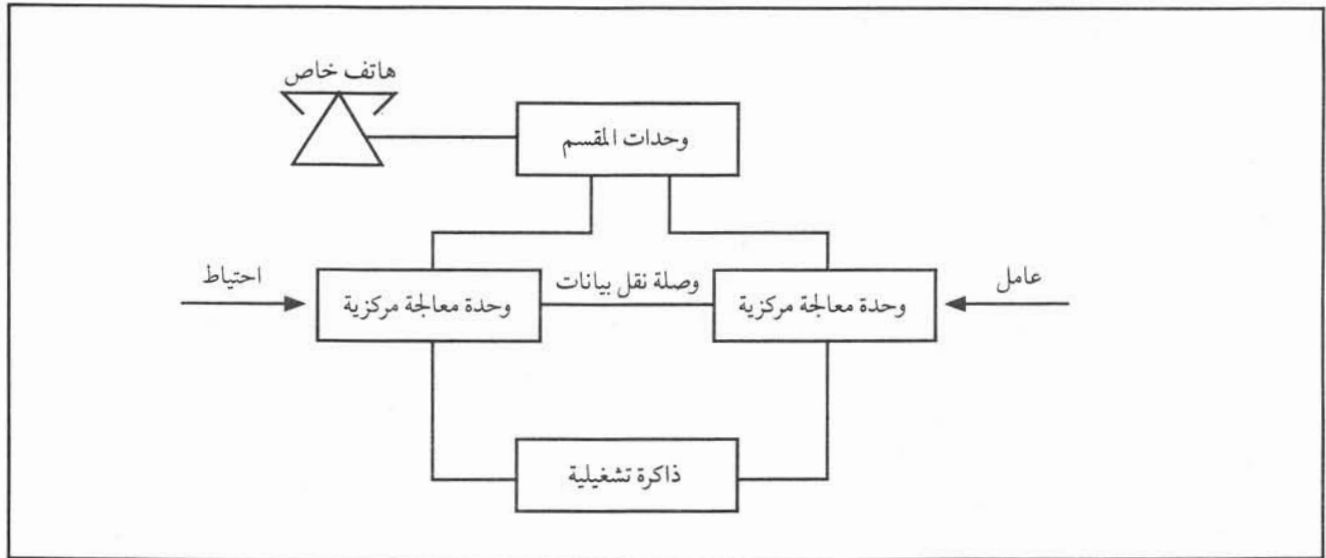 هاتف خاص
وحدات المقسم
عامل
وصلة نقل بيانات
احتياط
وحدة معالجة مركزية
وحدة معالجة مركزية
ذاكرة تشغيلية